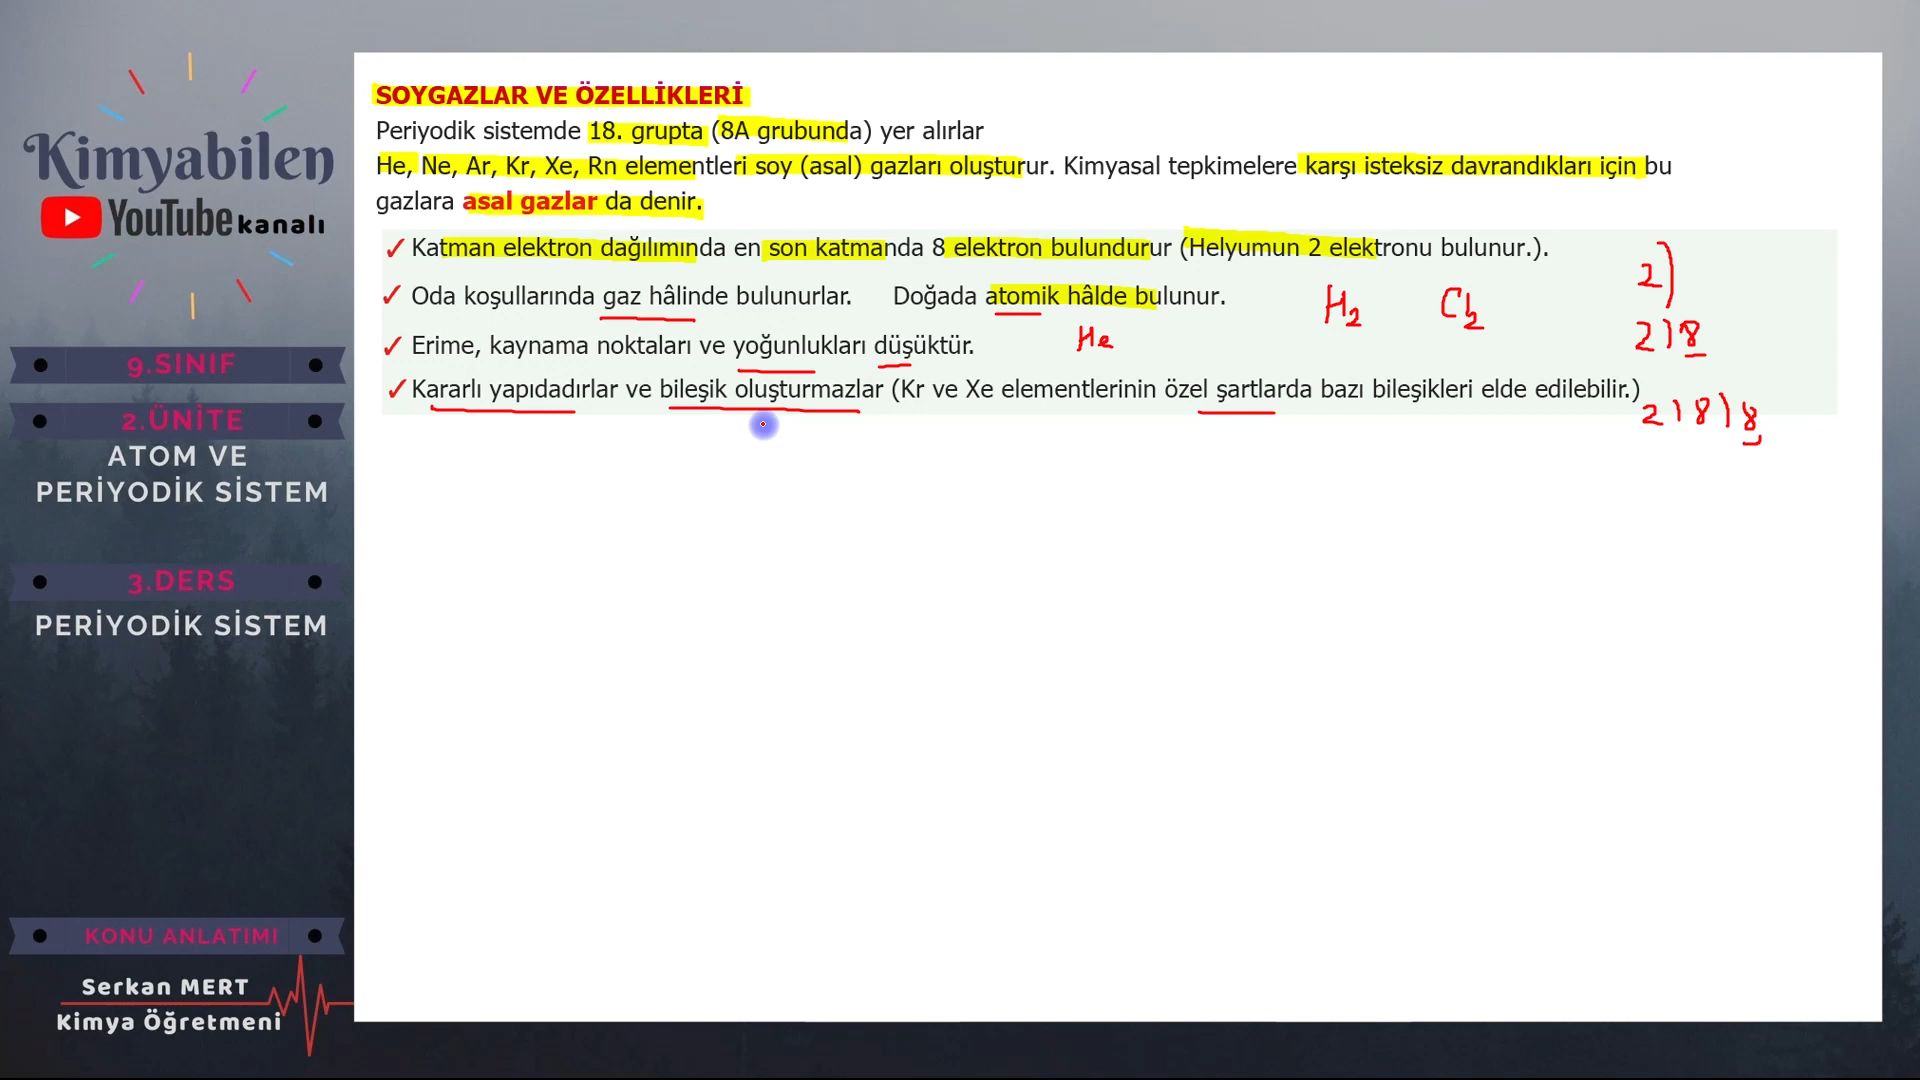 Kimyabilen
YouTube kanalı
9.SINIF
2.ÜNİTE
ATOM VE
PERİYODİK SİSTEM
3.DERS
PERİYODİK SİSTEM
KONU ANLATIMI
Serkan MERT
Kimya Öğretmeni
SOYGAZLAR VE ÖZELLİKLERİ
Periyodik sistemde 18. grupta (8A grubunda) yer alırlar
He, Ne, Ar, Kr, Xe, Rn elementleri soy (asal) gazları oluşturur. Kimyasal tepkimelere karşı isteksiz davrandıkları için bu
gazlara asal gazlar da denir.
✓ Katman elektron dağılımında en son katmanda 8 elektron bulundurur (Helyumun 2 elektronu bulunur.).
2)
✓ Oda koşullarında gaz hâlinde bulunurlar. Doğada atomik hâlde bulunur.
H2 Cl2
2)8
✓ Erime, kaynama noktaları ve yoğunlukları düşüktür.
He
✓ Kararlı yapıdadırlar ve bileşik oluşturmazlar (Kr ve Xe elementlerinin özel şartlarda bazı bileşikleri elde edilebilir.)
2)8)8